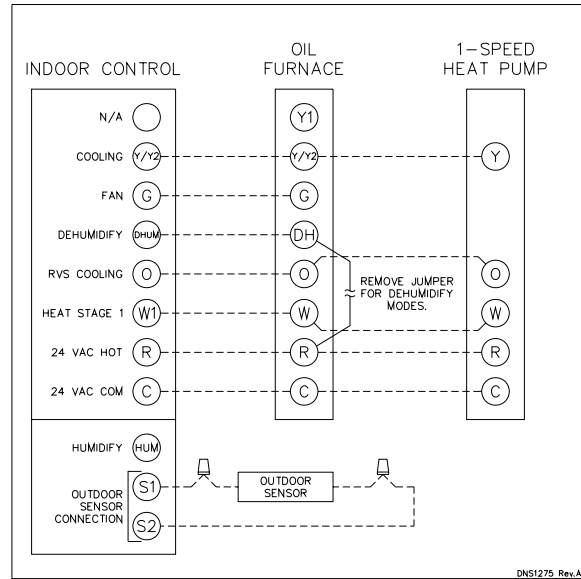 INDOOR CONTROL
OIL
FURNACE
1-SPEED
HEAT PUMP
N/A
Y1
COOLING Y/Y2 Y/Y2 Y
FAN G G
DEHUMIDIFY DHUM DH
RVS COOLING O O O
REMOVE JUMPER
FOR DEHUMIDIFY
MODES.
HEAT STAGE 1 W1 W W
24 VAC HOT R R R
24 VAC COM C C C
HUMIDIFY HUM
OUTDOOR
SENSOR
CONNECTION
S1
S2
OUTDOOR
SENSOR
DNS1275 Rev.A